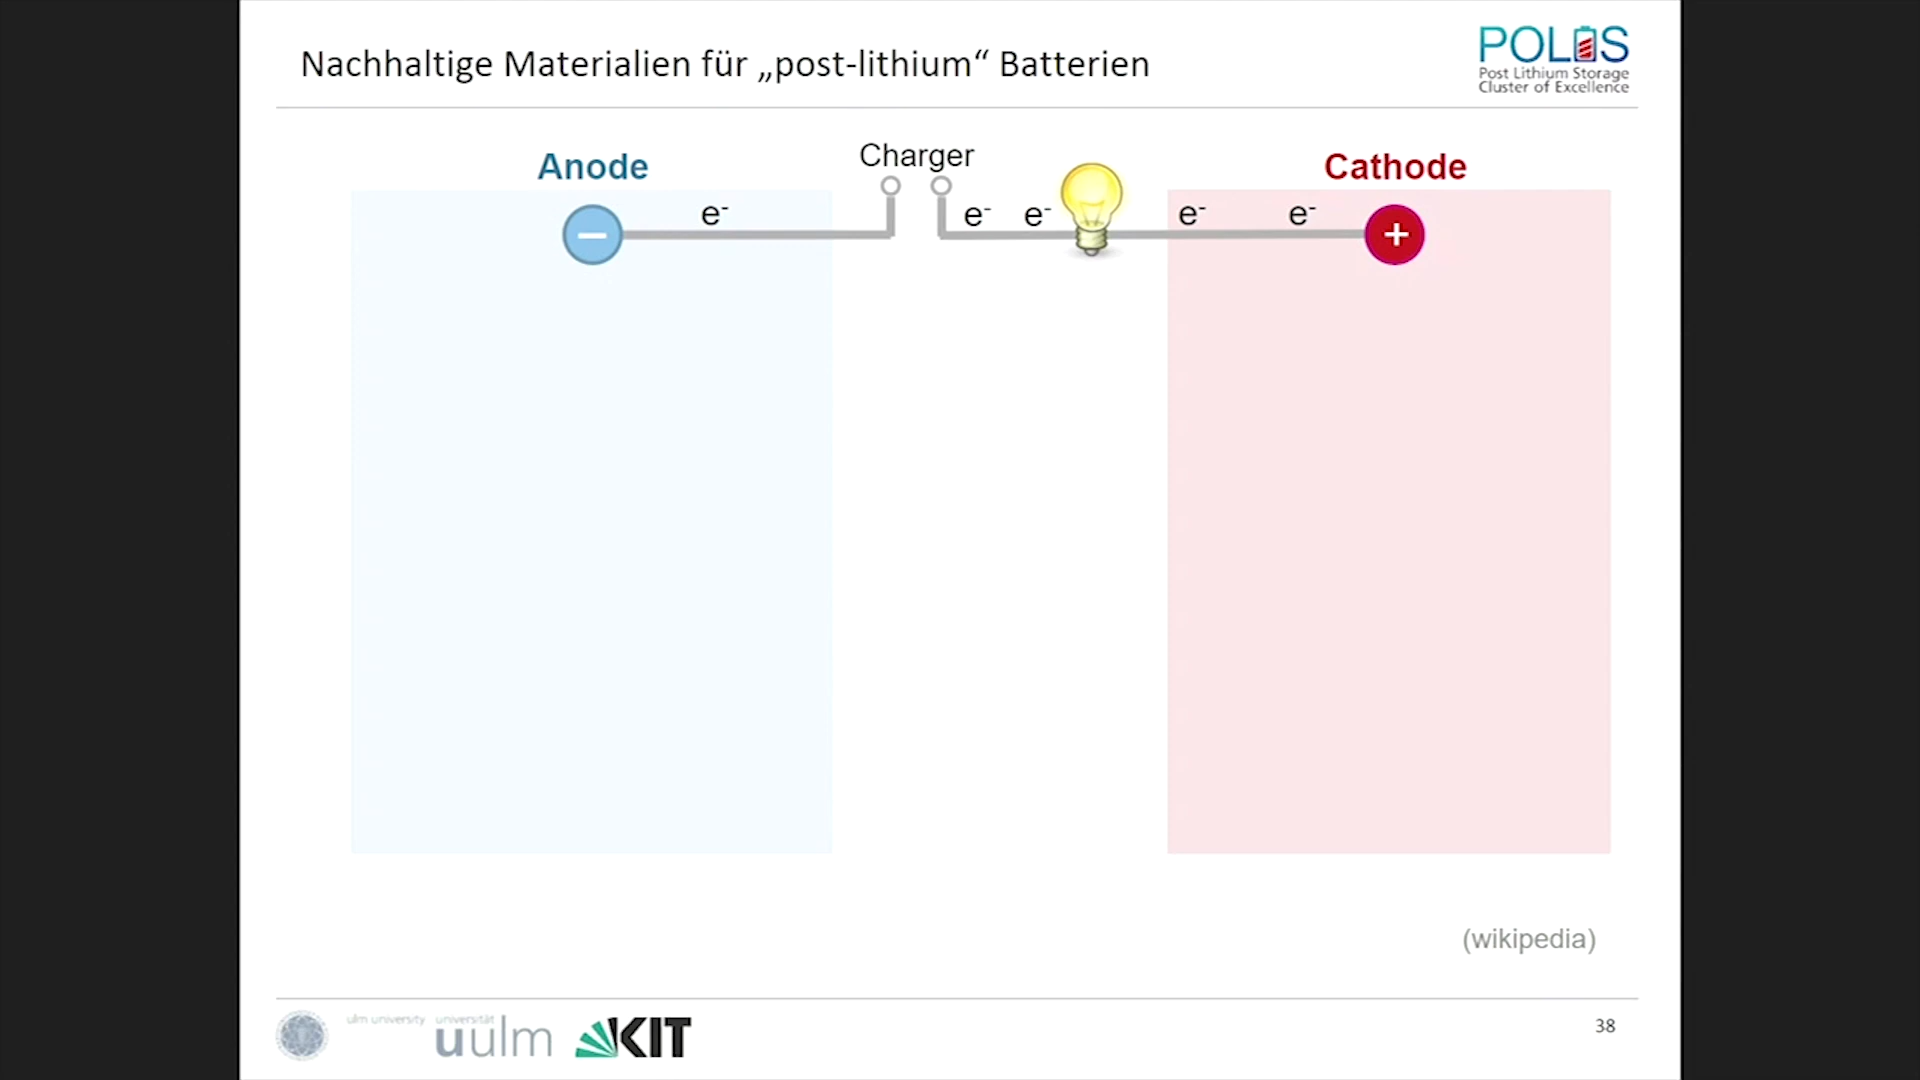 Nachhaltige Materialien für „post-lithium“ Batterien
POLiS
Post Lithium Storage
Cluster of Excellence
Anode
Charger
Cathode
e-
e-
e-
e-
e-
−
+
(wikipedia)
ulm university universität
uulm
KIT
38